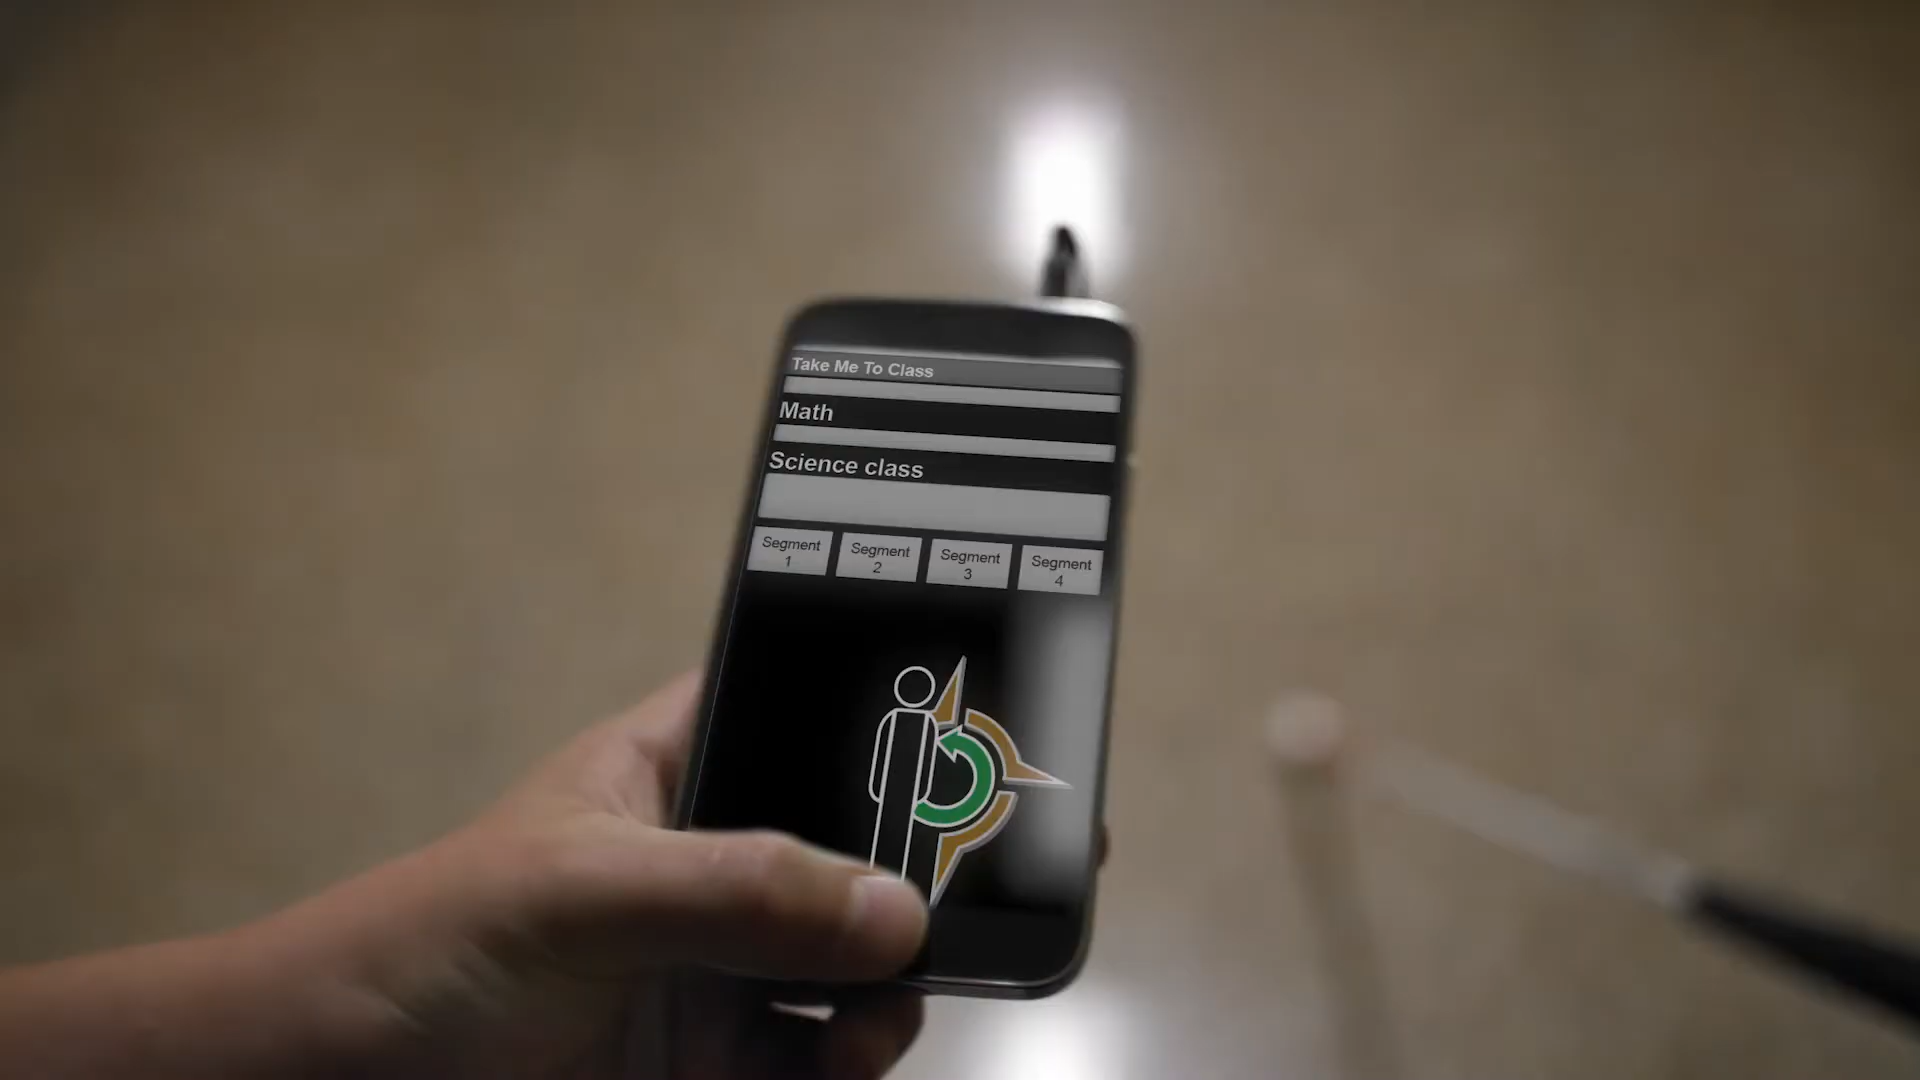 Take Me To Class
Math
Science class
Segment
1
Segment
2
Segment
3
Segment
4